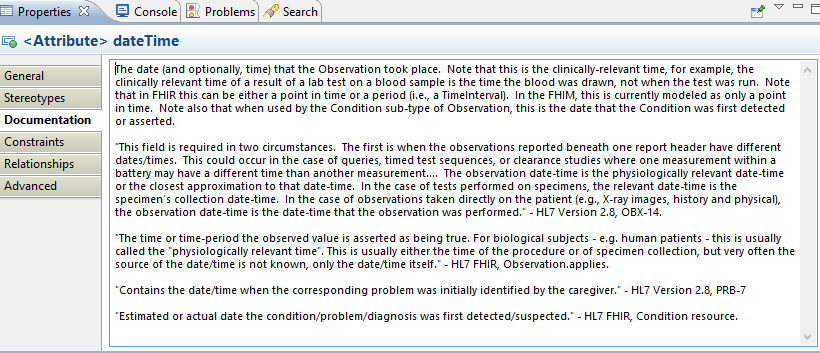 Properties
Console
Problems
Search
<Attribute> dateTime
General
Stereotypes
Documentation
Constraints
Relationships
Advanced
The date (and optionally, time) that the Observation took place.  Note that this is the clinically-relevant time, for example, the
clinically relevant time of a result of a lab test on a blood sample is the time the blood was drawn, not when the test was run.  Note
that in FHIR this can be either a point in time or a period (i.e., a TimeInterval).  In the FHIM, this is currently modeled as only a point
in time.  Note also that when used by the Condition sub-type of Observation, this is the date that the Condition was first detected
or asserted.
"This field is required in two circumstances.  The first is when the observations reported beneath one report header have different
dates/times.  This could occur in the case of queries, timed test sequences, or clearance studies where one measurement within a
battery may have a different time than another measurement....  The observation date-time is the physiologically relevant date-time
or the closest approximation to that date-time.  In the case of tests performed on specimens, the relevant date-time is the
specimen's collection date-time.  In the case of observations taken directly on the patient (e.g., X-ray images, history and physical),
the observation date-time is the date-time that the observation was performed." - HL7 Version 2.8, OBX-14.
"The time or time-period the observed value is asserted as being true. For biological subjects - e.g. human patients - this is usually
called the "physiologically relevant time". This is usually either the time of the procedure or of specimen collection, but very often the
source of the date/time is not known, only the date/time itself." - HL7 FHIR, Observation.applies.
"Contains the date/time when the corresponding problem was initially identified by the caregiver." - HL7 Version 2.8, PRB-7
"Estimated or actual date the condition/problem/diagnosis was first detected/suspected." - HL7 FHIR, Condition resource.